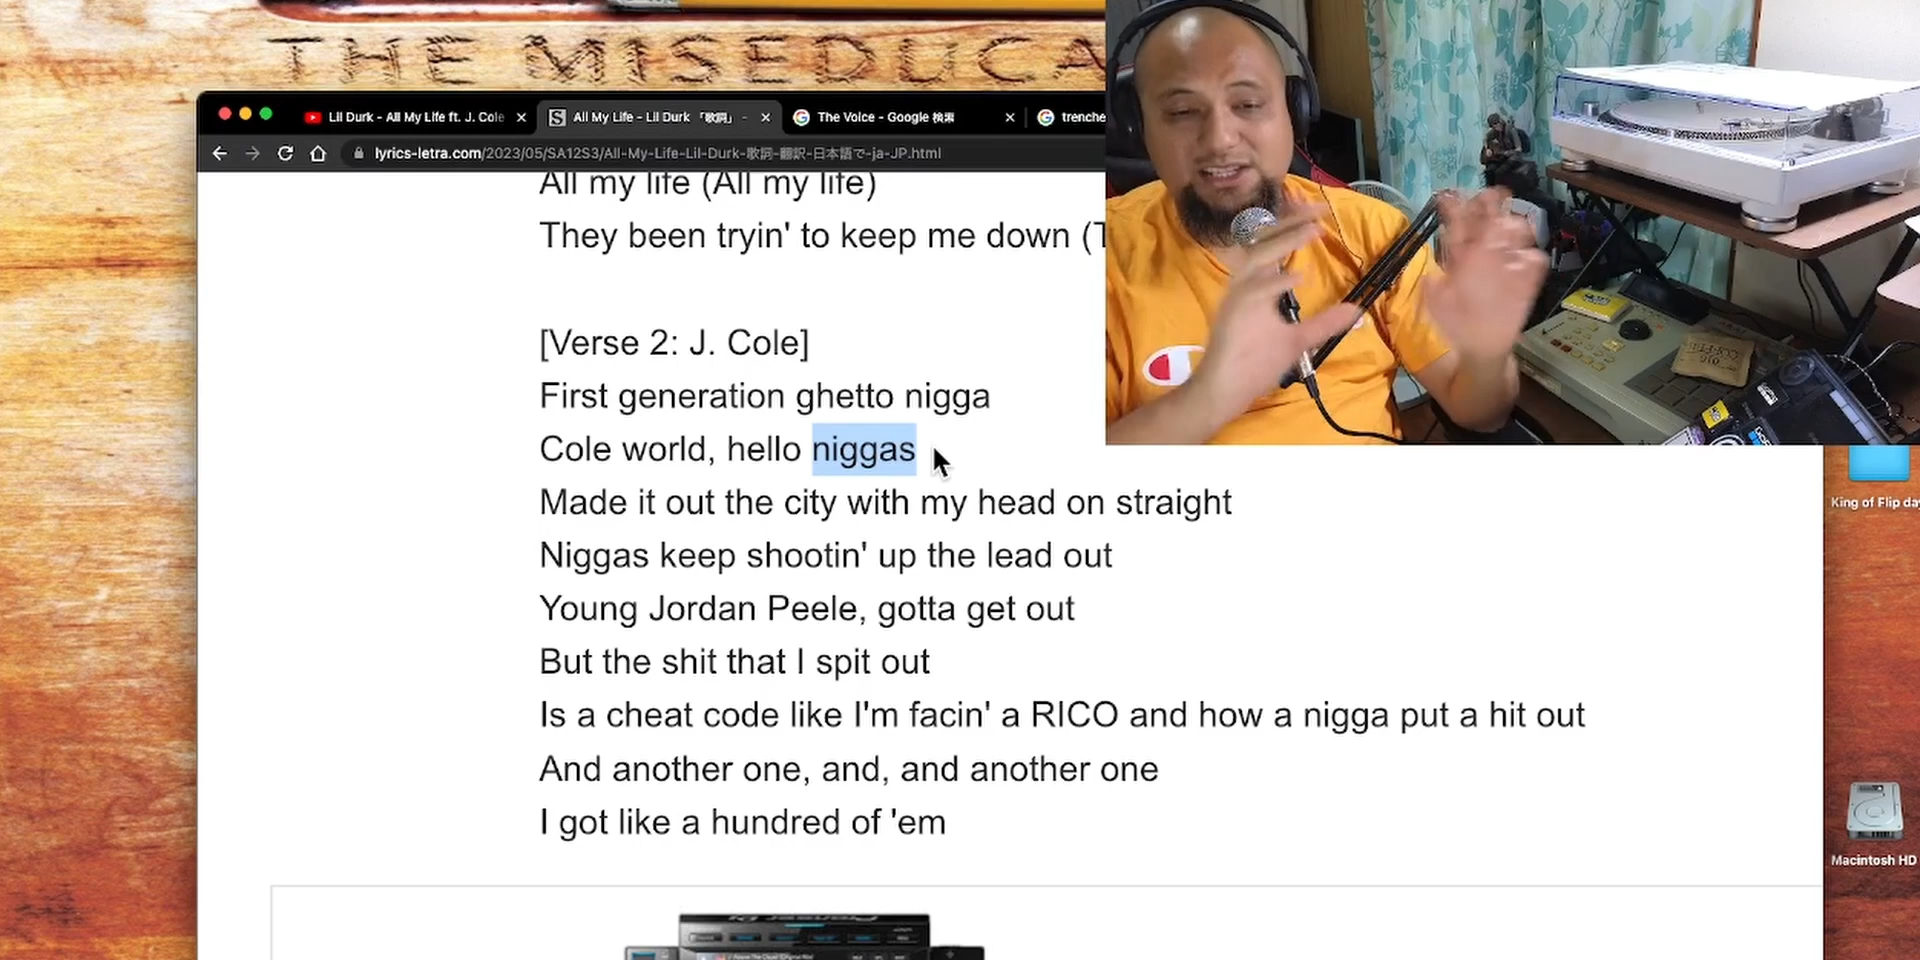 THE MISEDUCA
Lil Durk - All My Life ft. J. Cole
All My Life - Lil Durk 「歌詞」 -
The Voice - Google 検索
trenche
lyrics-letra.com/2023/05/SA12S3/All-My-Life-Lil-Durk-歌詞-翻訳-日本語で-ja-JP.html
All my life (All my life)
They been tryin' to keep me down (T
[Verse 2: J. Cole]
First generation ghetto nigga
Cole world, hello niggas
Made it out the city with my head on straight
Niggas keep shootin' up the lead out
Young Jordan Peele, gotta get out
But the shit that I spit out
Is a cheat code like I'm facin' a RICO and how a nigga put a hit out
And another one, and, and another one
I got like a hundred of 'em
King of Flip day
Macintosh HD